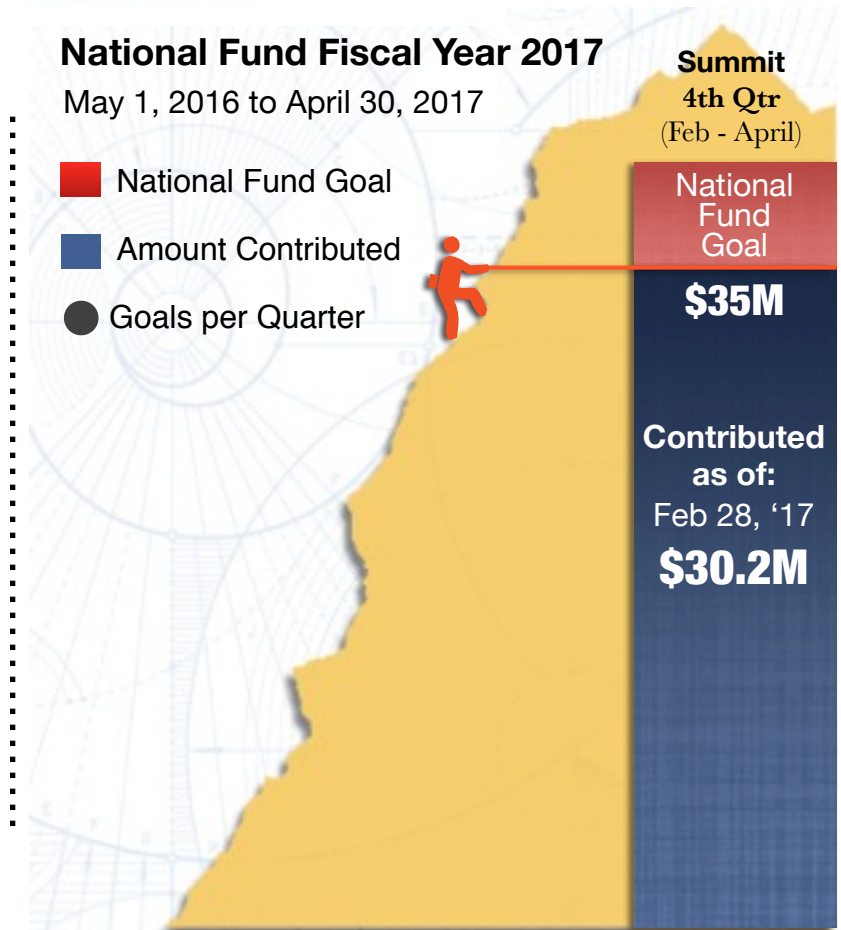 National Fund Fiscal Year 2017
May 1, 2016 to April 30, 2017
National Fund Goal
Amount Contributed
Goals per Quarter
Summit
4th Qtr
(Feb - April)
National
Fund
Goal
$35M
Contributed
as of:
Feb 28, ‘17
$30.2M